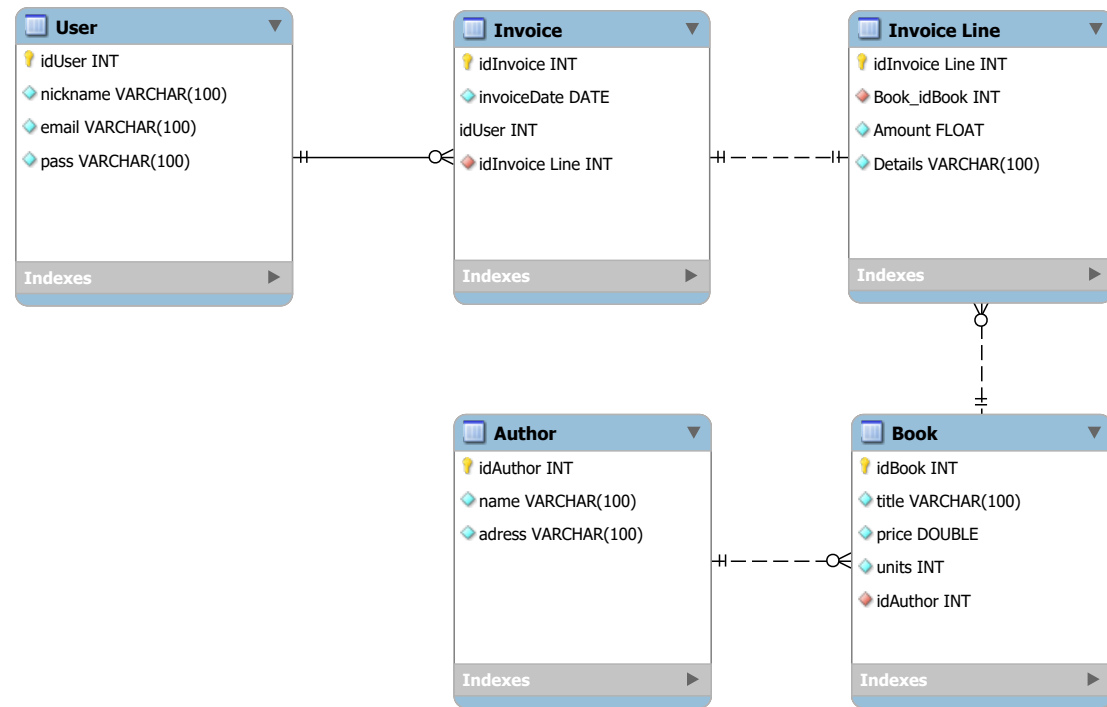 User
idUser INT
nickname VARCHAR(100)
email VARCHAR(100)
pass VARCHAR(100)
Indexes
Invoice
idInvoice INT
invoiceDate DATE
idUser INT
idInvoice Line INT
Indexes
Invoice Line
idInvoice Line INT
Book_idBook INT
Amount FLOAT
Details VARCHAR(100)
Indexes
Author
idAuthor INT
name VARCHAR(100)
adress VARCHAR(100)
Indexes
Book
idBook INT
title VARCHAR(100)
price DOUBLE
units INT
idAuthor INT
Indexes